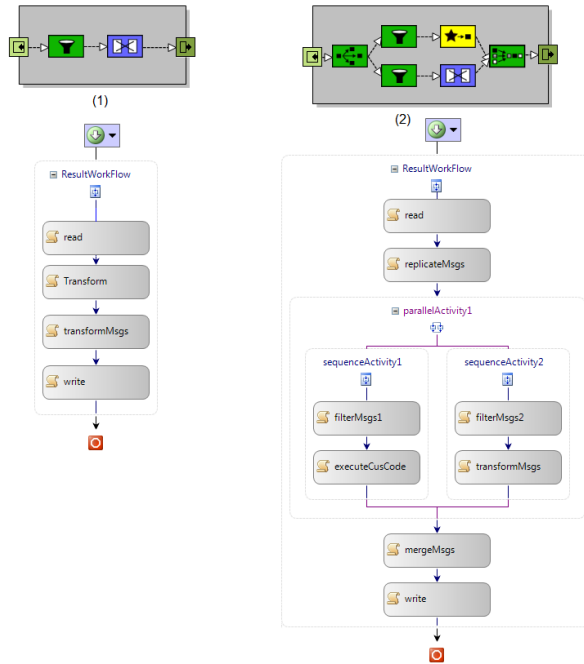 (1)
ResultWorkFlow
read
Transform
transformMsgs
write
(2)
ResultWorkFlow
read
replicateMsgs
parallelActivity1
sequenceActivity1
filterMsgs1
executeCusCode
sequenceActivity2
filterMsgs2
transformMsgs
mergeMsgs
write